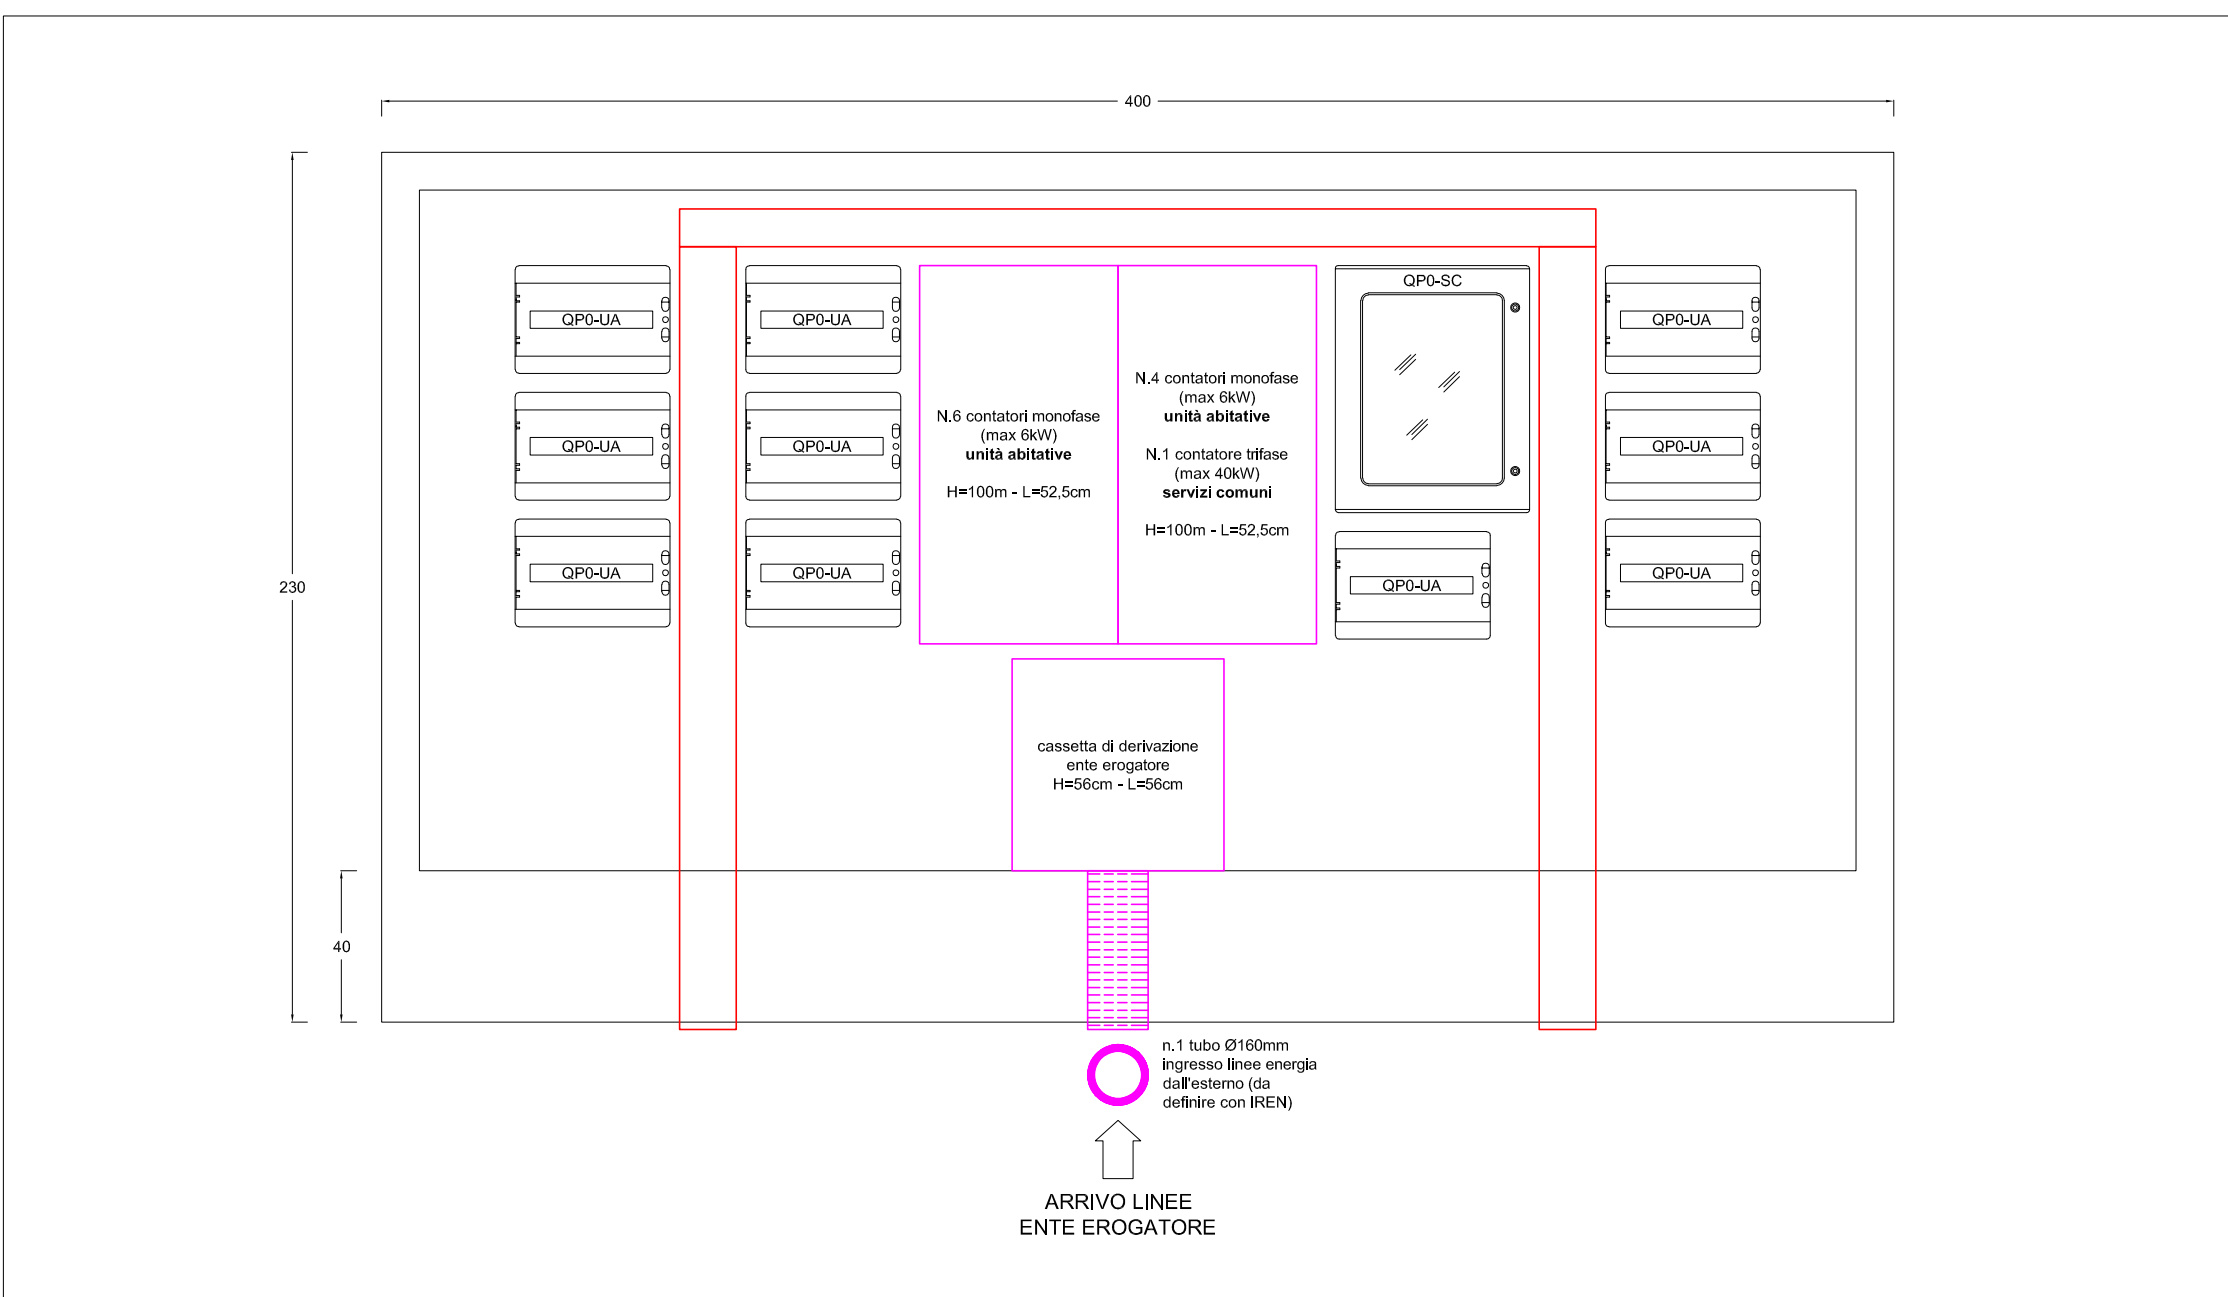 400
230
40
QP0-UA
QP0-UA
QP0-SC
QP0-UA
QP0-UA
QP0-UA
QP0-UA
QP0-UA
QP0-UA
QP0-UA
QP0-UA
N.6 contatori monofase
(max 6kW)
unità abitative
H=100m - L=52,5cm
N.4 contatori monofase
(max 6kW)
unità abitative
N.1 contatore trifase
(max 40kW)
servizi comuni
H=100m - L=52,5cm
cassetta di derivazione
ente erogatore
H=56cm - L=56cm
n.1 tubo Ø160mm
ingresso linee energia
dall'esterno (da
definire con IREN)
ARRIVO LINEE
ENTE EROGATORE